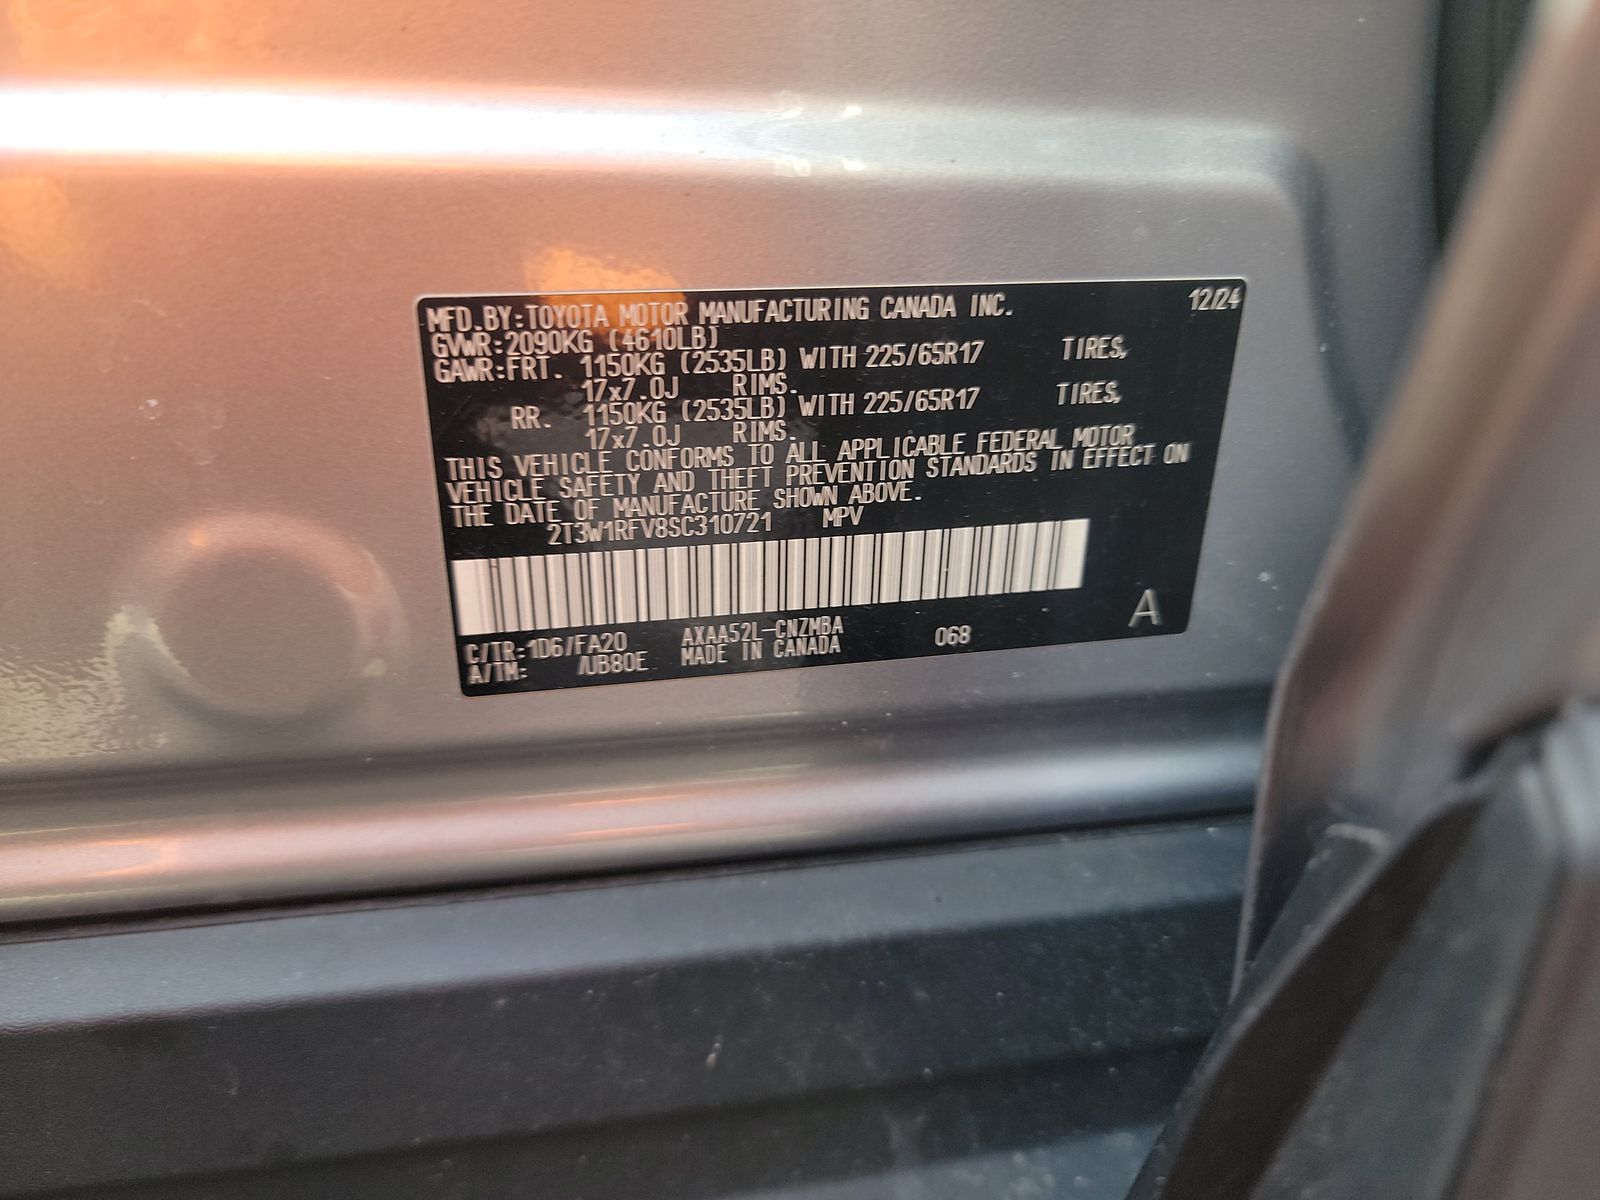 MFD.BY:TOYOTA MOTOR MANUFACTURING CANADA INC. 12/24
GVWR:2090KG (4610LB)
GAWR:FRT. 1150KG (2535LB) WITH 225/65R17 TIRES,
17x7.0J RIMS.
RR. 1150KG (2535LB) WITH 225/65R17 TIRES,
17x7.0J RIMS.
THIS VEHICLE CONFORMS TO ALL APPLICABLE FEDERAL MOTOR
VEHICLE SAFETY AND THEFT PREVENTION STANDARDS IN EFFECT ON
THE DATE OF MANUFACTURE SHOWN ABOVE.
2T3W1RFV8SC310721 MPV
C/TR:1D6/FA20 AXAA52L-CNZMBA 068 A
A/TM: /UB80E MADE IN CANADA